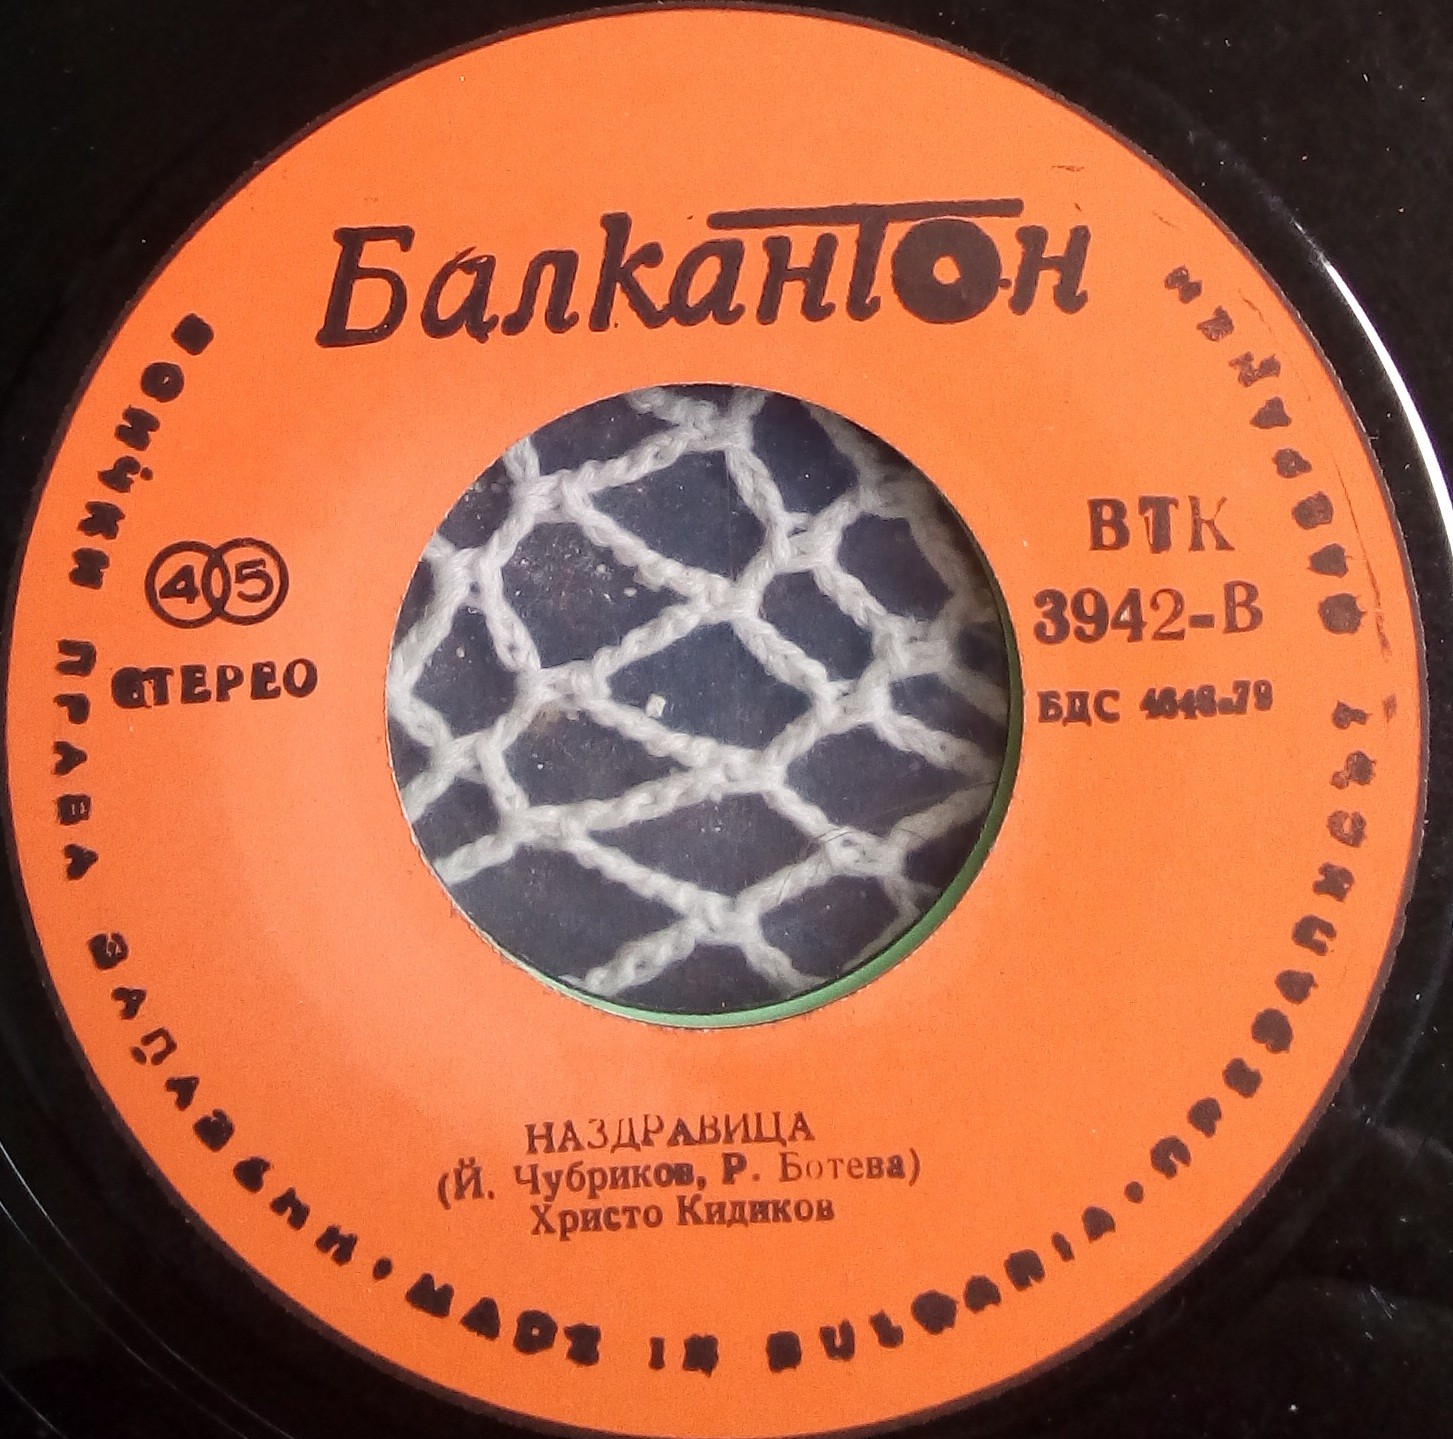 Балкантон
45
СТЕРЕО
ВТК
3942-В
БДС 4648-79
НАЗДРАВИЦА
(Й. Чубриков, Р. Ботева)
Христо Кидиков
ВСИЧКИ ПРАВА ЗАПАЗЕНИ • MADE IN BULGARIA • ПРЕЗАПИСЪТ ЗАБРАНЕН